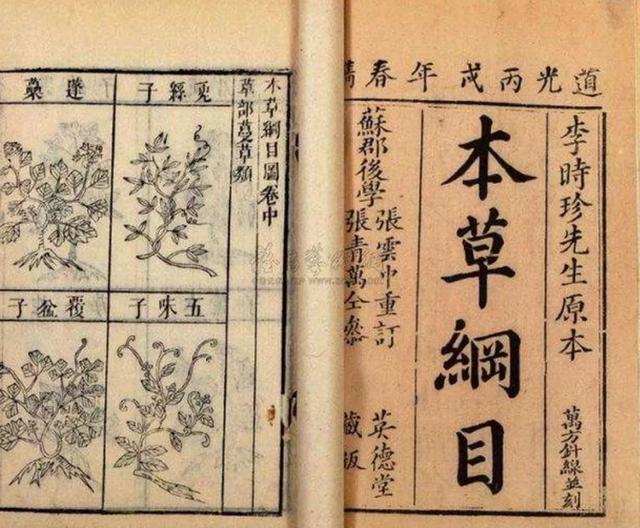 道光丙戌年春鐫
李時珍先生原本
萬方針線並刻
本草綱目
蘇郡後學
張雲中重訂
張青萬仝參
英德堂
藏版
本草綱目圖卷中
草部蔓草類
兎絲子
蓬蘽
五味子
覆盆子